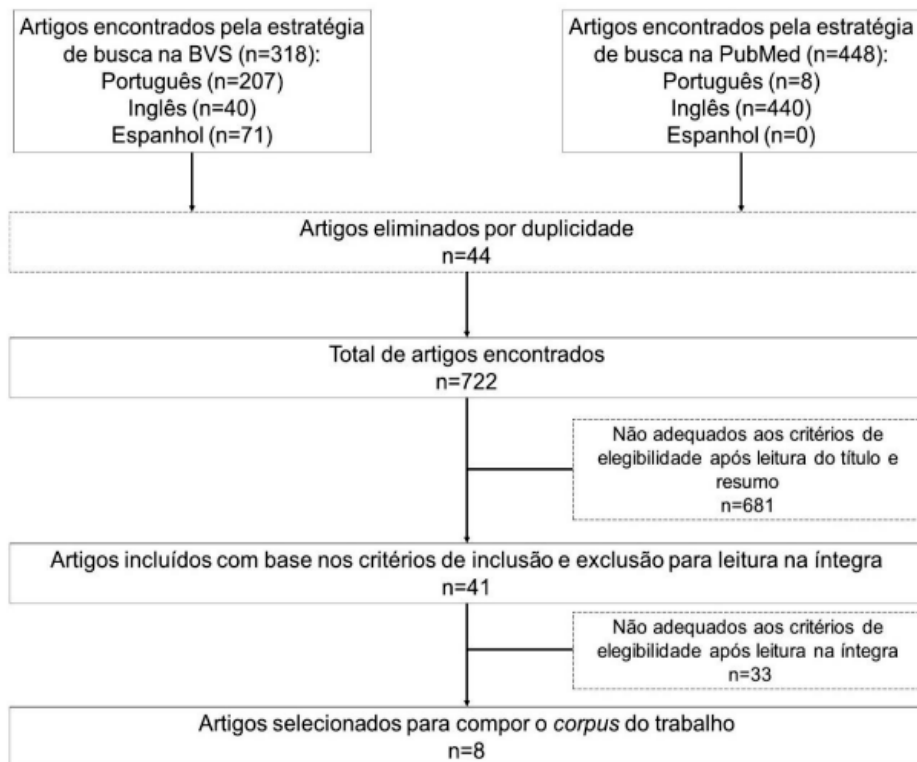 Artigos encontrados pela estratégia
de busca na BVS (n=318):
Português (n=207)
Inglês (n=40)
Espanhol (n=71)
Artigos encontrados pela estratégia
de busca na PubMed (n=448):
Português (n=8)
Inglês (n=440)
Espanhol (n=0)
Artigos eliminados por duplicidade
n=44
Total de artigos encontrados
n=722
Não adequados aos critérios de
elegibilidade após leitura do título e
resumo
n=681
Artigos incluídos com base nos critérios de inclusão e exclusão para leitura na íntegra
n=41
Não adequados aos critérios de
elegibilidade após leitura na íntegra
n=33
Artigos selecionados para compor o corpus do trabalho
n=8